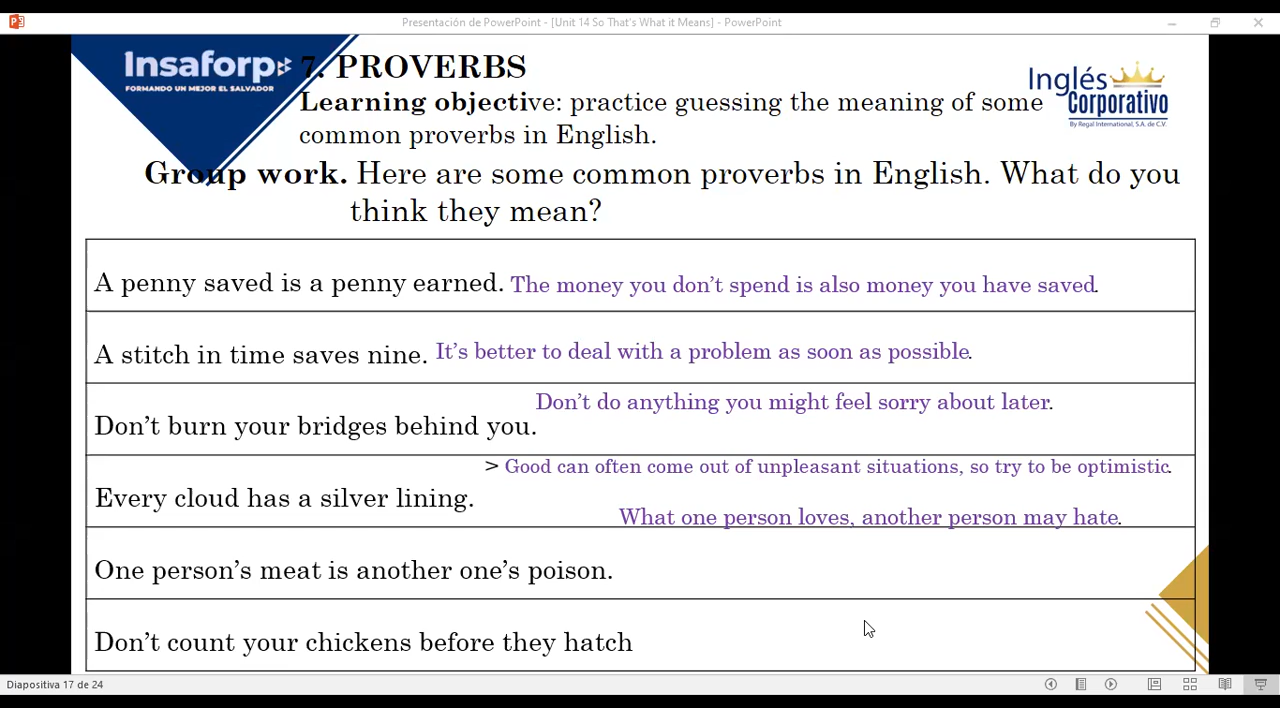 Presentación de PowerPoint - [Unit 14 So That's What it Means] - PowerPoint
Insaforp
FORMANDO UN MEJOR EL SALVADOR
7. PROVERBS
Inglés
Corporativo
By Regal International, S.A. de C.V.
Learning objective: practice guessing the meaning of some
common proverbs in English.
Group work. Here are some common proverbs in English. What do you
think they mean?
A penny saved is a penny earned. The money you don't spend is also money you have saved.
A stitch in time saves nine. It's better to deal with a problem as soon as possible.
Don't do anything you might feel sorry about later.
Don't burn your bridges behind you.
> Good can often come out of unpleasant situations, so try to be optimistic.
Every cloud has a silver lining.
What one person loves, another person may hate.
One person's meat is another one's poison.
Don't count your chickens before they hatch
Diapositiva 17 de 24